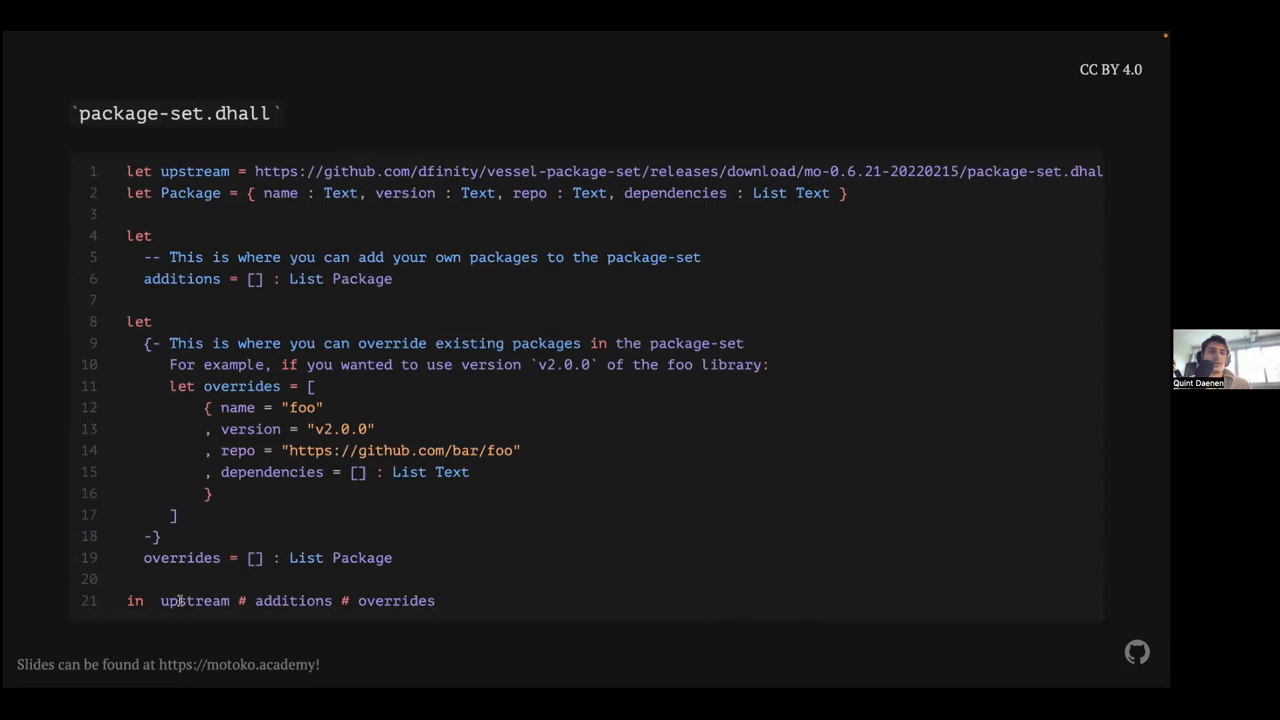 CC BY 4.0
`package-set.dhall`
1 let upstream = https://github.com/dfinity/vessel-package-set/releases/download/mo-0.6.21-20220215/package-set.dhal
2 let Package = { name : Text, version : Text, repo : Text, dependencies : List Text }
3
4 let
5 -- This is where you can add your own packages to the package-set
6 additions = [] : List Package
7
8 let
9 {- This is where you can override existing packages in the package-set
10 For example, if you wanted to use version `v2.0.0` of the foo library:
11 let overrides = [
12 { name = "foo"
13 , version = "v2.0.0"
14 , repo = "https://github.com/bar/foo"
15 , dependencies = [] : List Text
16 }
17 ]
18 -}
19 overrides = [] : List Package
20
21 in upstream # additions # overrides
Quint Daenen
Slides can be found at https://motoko.academy!